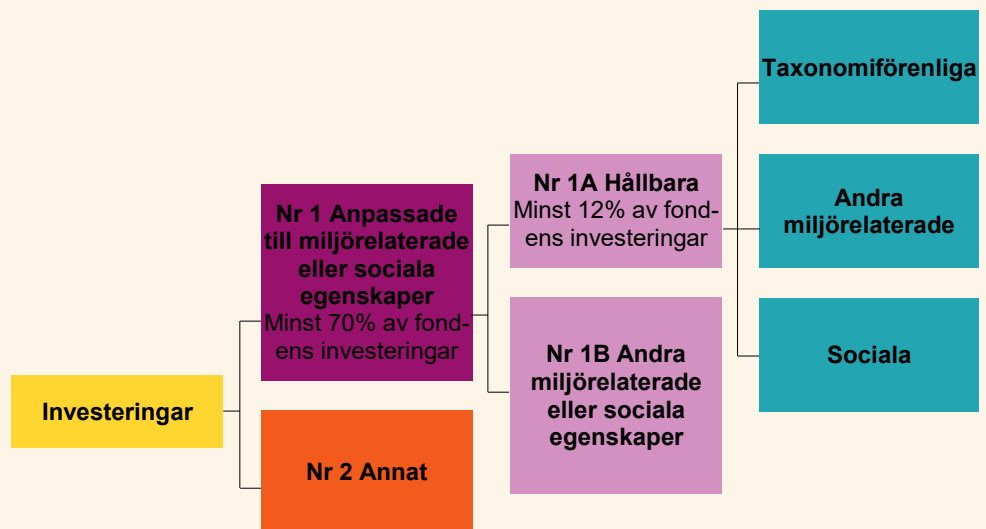 Investeringar
Nr 1 Anpassade
till miljörelaterade
eller sociala
egenskaper
Minst 70% av fond-
ens investeringar
Nr 2 Annat
Nr 1A Hållbara
Minst 12% av fond-
ens investeringar
Nr 1B Andra
miljörelaterade
eller sociala
egenskaper
Taxonomiförenliga
Andra
miljörelaterade
Sociala